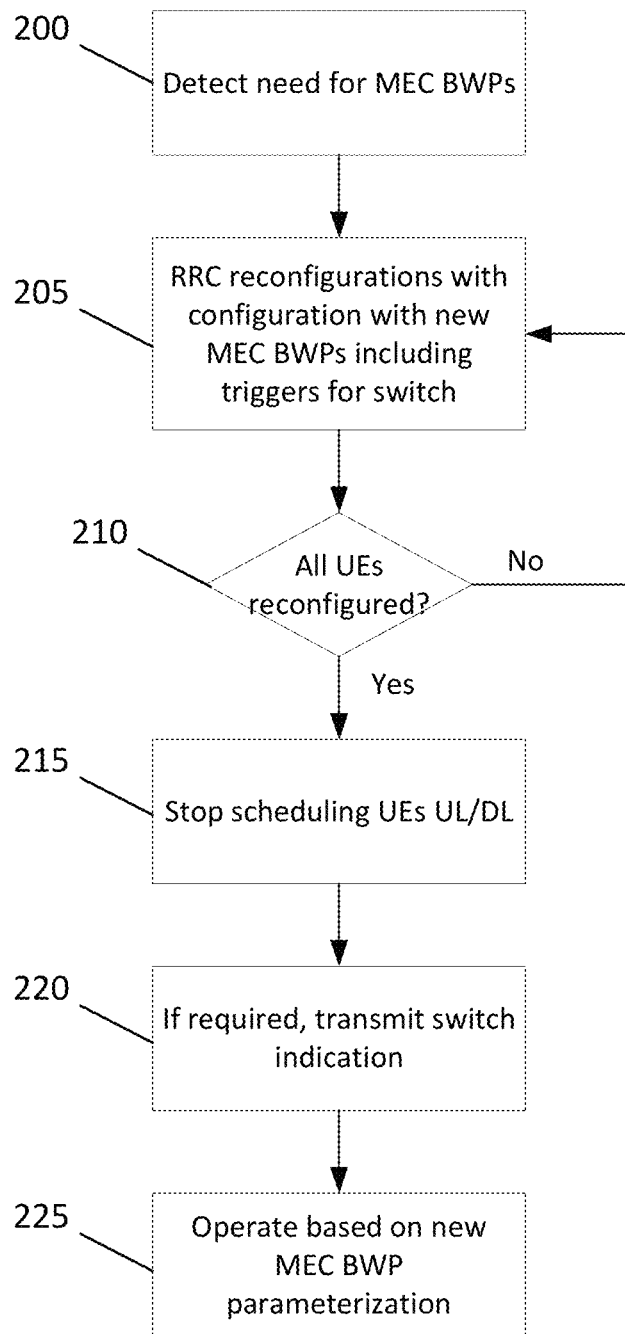 200
Detect need for MEC BWPs
205
RRC reconfigurations with
configuration with new
MEC BWPs including
triggers for switch
210
All UEs
reconfigured?
No
Yes
215
Stop scheduling UEs UL/DL
220
If required, transmit switch
indication
225
Operate based on new
MEC BWP
parameterization